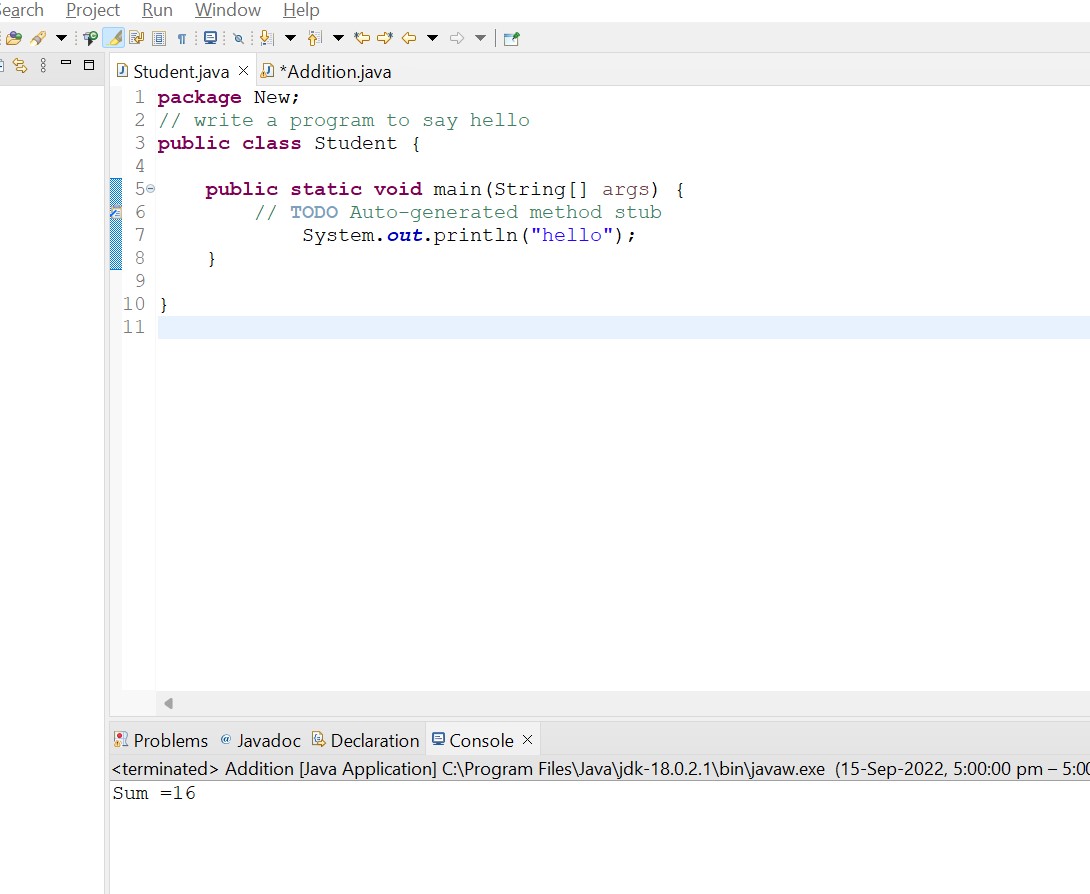 Search Project Run Window Help
Student.java *Addition.java
1 package New;
2 // write a program to say hello
3 public class Student {
4
5 public static void main(String[] args) {
6 // TODO Auto-generated method stub
7 System.out.println("hello");
8 }
9
10 }
11
Problems Javadoc Declaration Console
<terminated> Addition [Java Application] C:\Program Files\Java\jdk-18.0.2.1\bin\javaw.exe (15-Sep-2022, 5:00:00 pm – 5:00
Sum =16